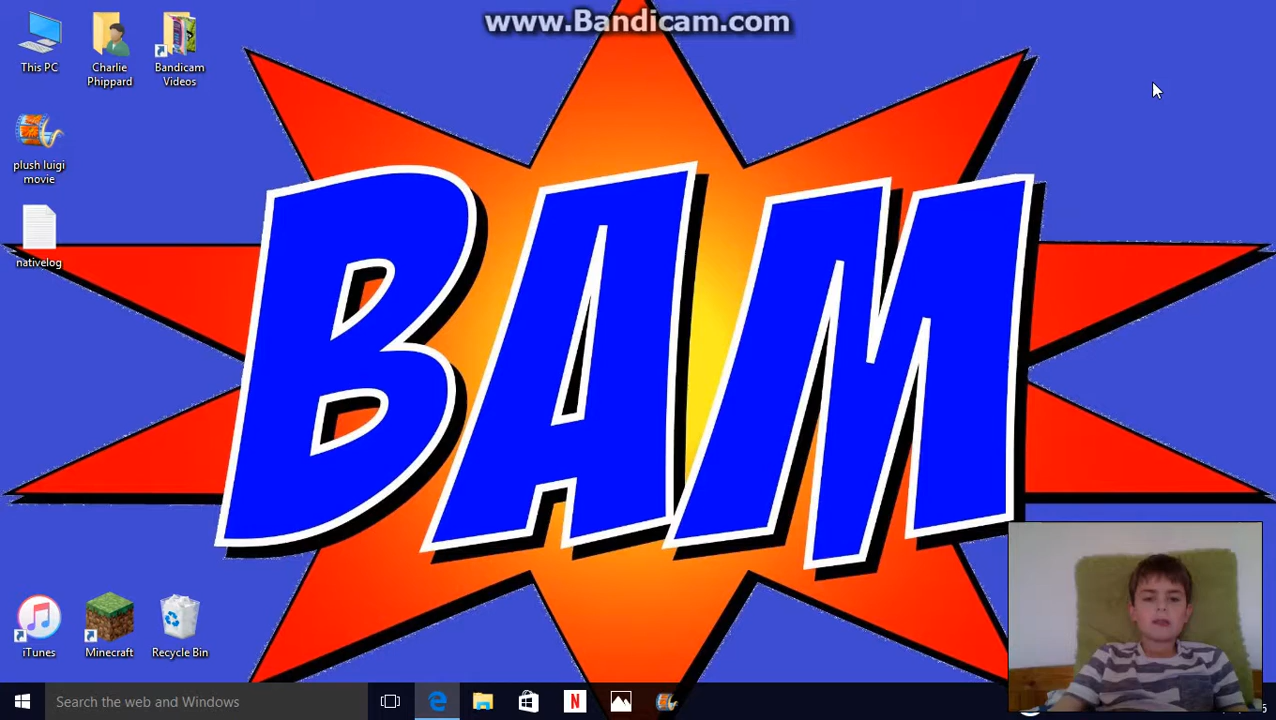 www.Bandicam.com
This PC
Charlie
Phippard
Bandicam
Videos
plush luigi
movie
nativelog
BAM
iTunes
Minecraft
Recycle Bin
Search the web and Windows
e
N